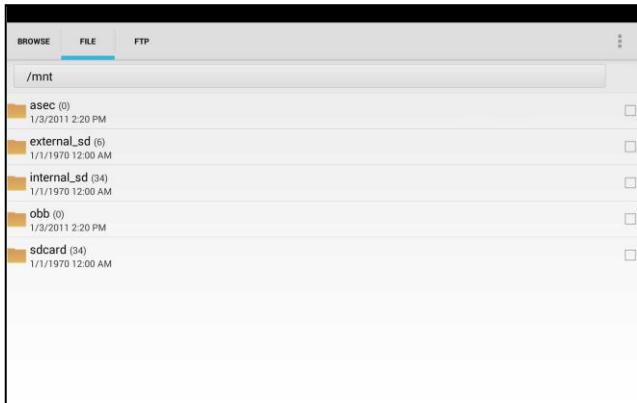 BROWSE FILE FTP
/mnt
asec (0)
1/3/2011 2:20 PM
external_sd (6)
1/1/1970 12:00 AM
internal_sd (34)
1/1/1970 12:00 AM
obb (0)
1/3/2011 2:20 PM
sdcard (34)
1/1/1970 12:00 AM